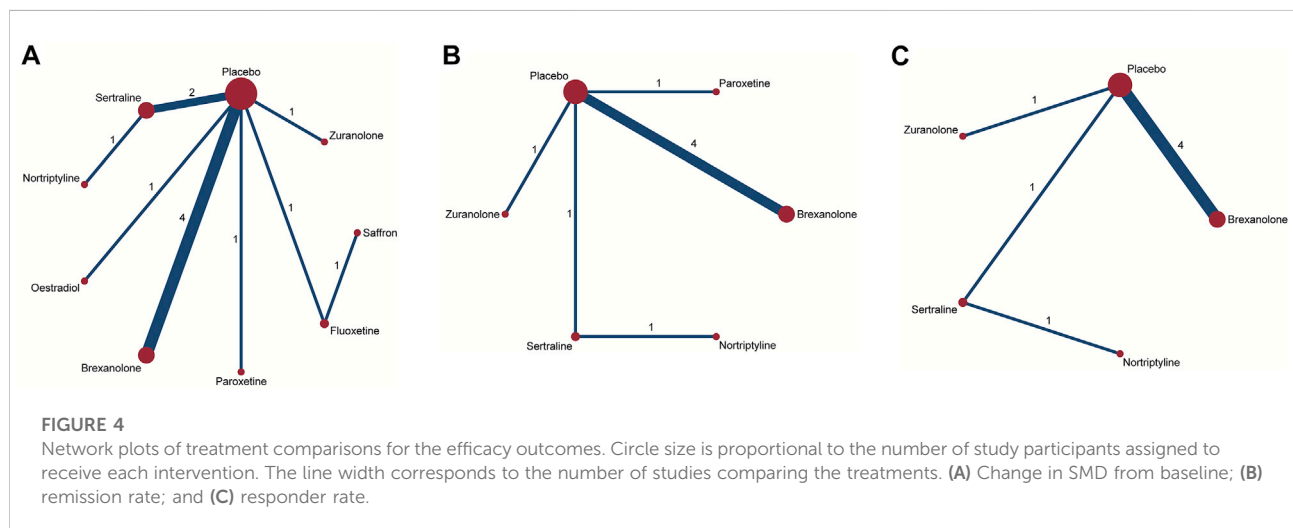 A
Placebo
Sertraline
2
1
Zuranolone
1
Nortriptyline
1
1
4
1
Saffron
1
Oestradiol
Fluoxetine
Brexanolone
Paroxetine
B
Placebo
1
Paroxetine
4
1
Zuranolone
1
Brexanolone
Sertraline
1
Nortriptyline
C
Placebo
1
Zuranolone
4
1
Brexanolone
Sertraline
1
Nortriptyline
FIGURE 4
Network plots of treatment comparisons for the efficacy outcomes. Circle size is proportional to the number of study participants assigned to
receive each intervention. The line width corresponds to the number of studies comparing the treatments. (A) Change in SMD from baseline; (B)
remission rate; and (C) responder rate.